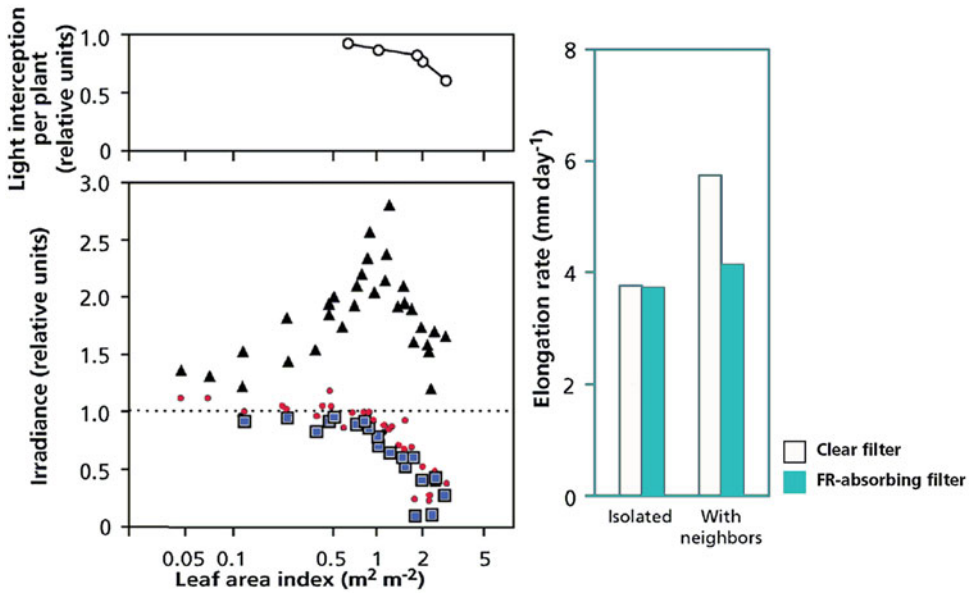 Light interception
per plant
(relative units)
1.0
0.5
0
Irradiance (relative units)
3.0
2.5
2.0
1.5
1.0
0.5
0
0.05 0.1 0.5 1 2 5
Leaf area index (m² m⁻²)
Elongation rate (mm day⁻¹)
8
6
4
2
0
Isolated
With
neighbors
Clear filter
FR-absorbing filter